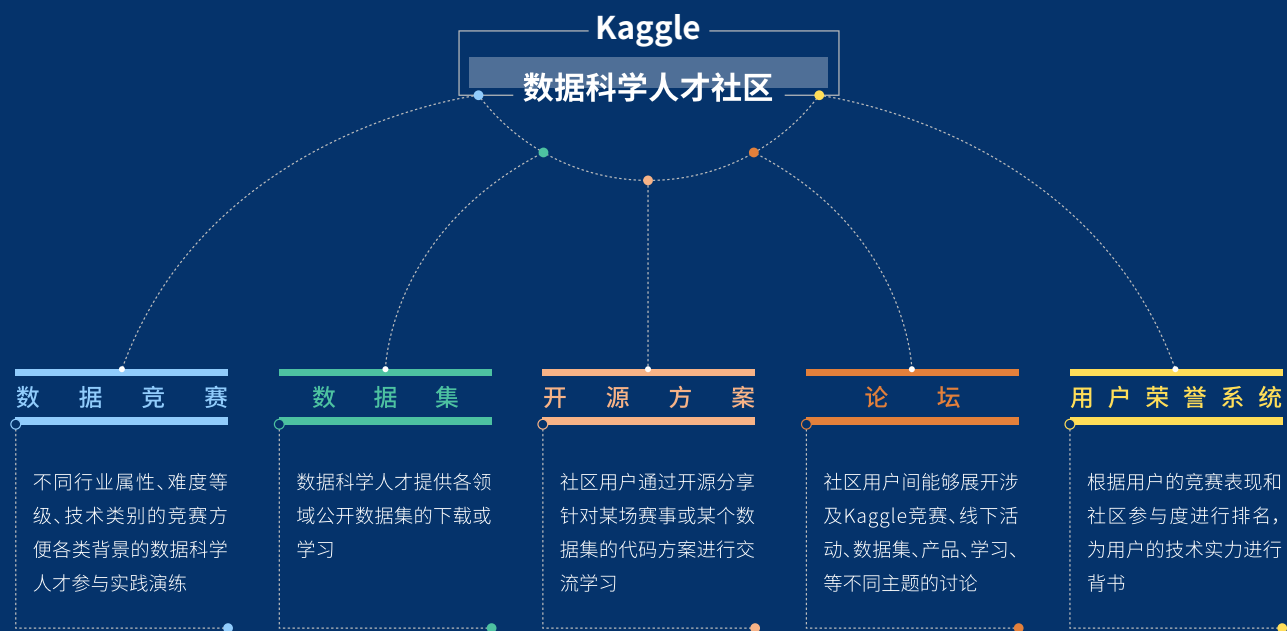 Kaggle
数据科学人才社区
数据竞赛
不同行业属性、难度等
级、技术类别的竞赛方
便各类背景的数据科学
人才参与实践演练
数据集
数据科学人才提供各领
域公开数据集的下载或
学习
开源方案
社区用户通过开源分享
针对某场赛事或某个数
据集的代码方案进行交
流学习
论坛
社区用户间能够展开涉
及Kaggle竞赛、线下活
动、数据集、产品、学习、
等不同主题的讨论
用户荣誉系统
根据用户的竞赛表现和
社区参与度进行排名，
为用户的技术实力进行
背书